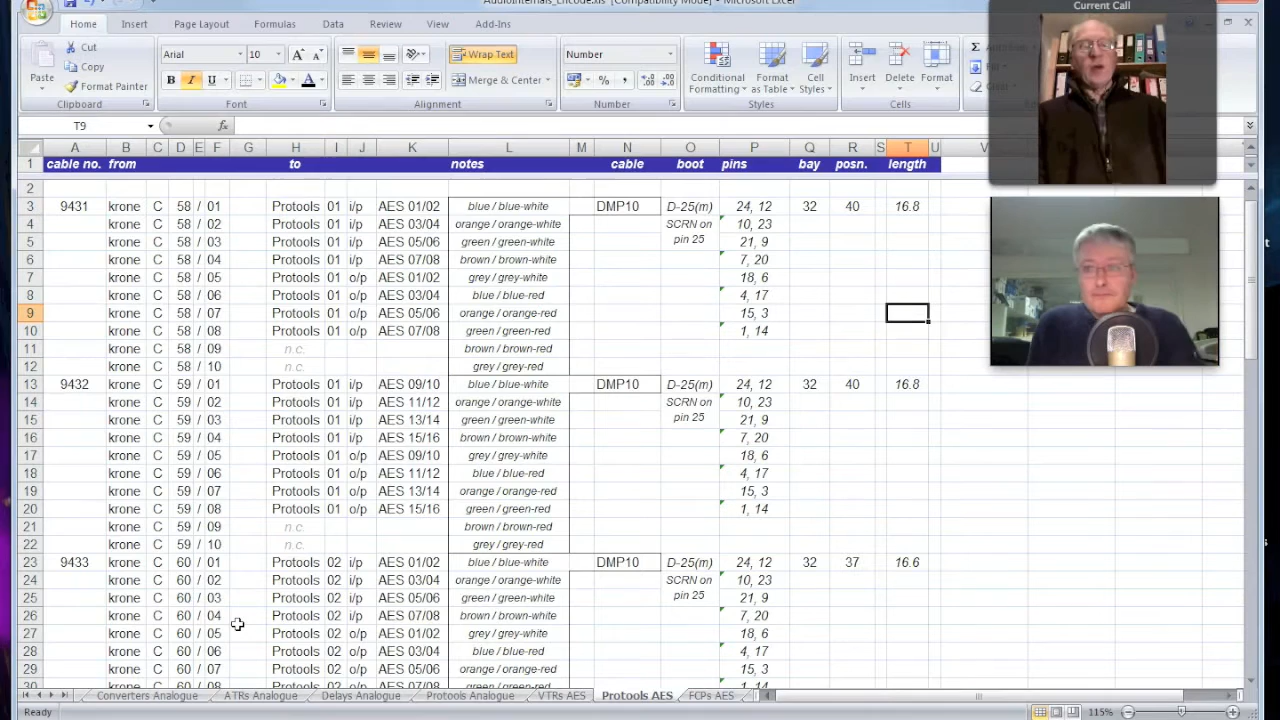 AudioInternals_Encode.xls [Compatibility Mode] - Microsoft Excel
Current Call
Home Insert Page Layout Formulas Data Review View Add-Ins
Paste Cut Copy Format Painter
Arial 10 Wrap Text Merge & Center Number
Conditional Formatting Format as Table Cell Styles Insert Delete Format
Clipboard Font Alignment Number Styles Cells
T9 fx
A B C D E F G H I J K L M N O P Q R S T U
1 cable no. from to notes cable boot pins bay posn. length
2
3 9431 krone C 58 / 01 Protools 01 i/p AES 01/02 blue / blue-white DMP10 D-25(m) 24, 12 32 40 16.8
4 krone C 58 / 02 Protools 01 i/p AES 03/04 orange / orange-white SCRN on 10, 23
5 krone C 58 / 03 Protools 01 i/p AES 05/06 green / green-white pin 25 21, 9
6 krone C 58 / 04 Protools 01 i/p AES 07/08 brown / brown-white 7, 20
7 krone C 58 / 05 Protools 01 o/p AES 01/02 grey / grey-white 18, 6
8 krone C 58 / 06 Protools 01 o/p AES 03/04 blue / blue-red 4, 17
9 krone C 58 / 07 Protools 01 o/p AES 05/06 orange / orange-red 15, 3
10 krone C 58 / 08 Protools 01 o/p AES 07/08 green / green-red 1, 14
11 krone C 58 / 09 n.c. brown / brown-red
12 krone C 58 / 10 n.c. grey / grey-red
13 9432 krone C 59 / 01 Protools 01 i/p AES 09/10 blue / blue-white DMP10 D-25(m) 24, 12 32 40 16.8
14 krone C 59 / 02 Protools 01 i/p AES 11/12 orange / orange-white SCRN on 10, 23
15 krone C 59 / 03 Protools 01 i/p AES 13/14 green / green-white pin 25 21, 9
16 krone C 59 / 04 Protools 01 i/p AES 15/16 brown / brown-white 7, 20
17 krone C 59 / 05 Protools 01 o/p AES 09/10 grey / grey-white 18, 6
18 krone C 59 / 06 Protools 01 o/p AES 11/12 blue / blue-red 4, 17
19 krone C 59 / 07 Protools 01 o/p AES 13/14 orange / orange-red 15, 3
20 krone C 59 / 08 Protools 01 o/p AES 15/16 green / green-red 1, 14
21 krone C 59 / 09 n.c. brown / brown-red
22 krone C 59 / 10 n.c. grey / grey-red
23 9433 krone C 60 / 01 Protools 02 i/p AES 01/02 blue / blue-white DMP10 D-25(m) 24, 12 32 37 16.6
24 krone C 60 / 02 Protools 02 i/p AES 03/04 orange / orange-white SCRN on 10, 23
25 krone C 60 / 03 Protools 02 i/p AES 05/06 green / green-white pin 25 21, 9
26 krone C 60 / 04 Protools 02 i/p AES 07/08 brown / brown-white 7, 20
27 krone C 60 / 05 Protools 02 o/p AES 01/02 grey / grey-white 18, 6
28 krone C 60 / 06 Protools 02 o/p AES 03/04 blue / blue-red 4, 17
29 krone C 60 / 07 Protools 02 o/p AES 05/06 orange / orange-red 15, 3
30 krone C 60 / 08 Protools 02 o/p AES 07/08 green / green-red 1, 14
Converters Analogue ATRs Analogue Delays Analogue Protools Analogue VTRs AES Protools AES FCPs AES
Ready 115%